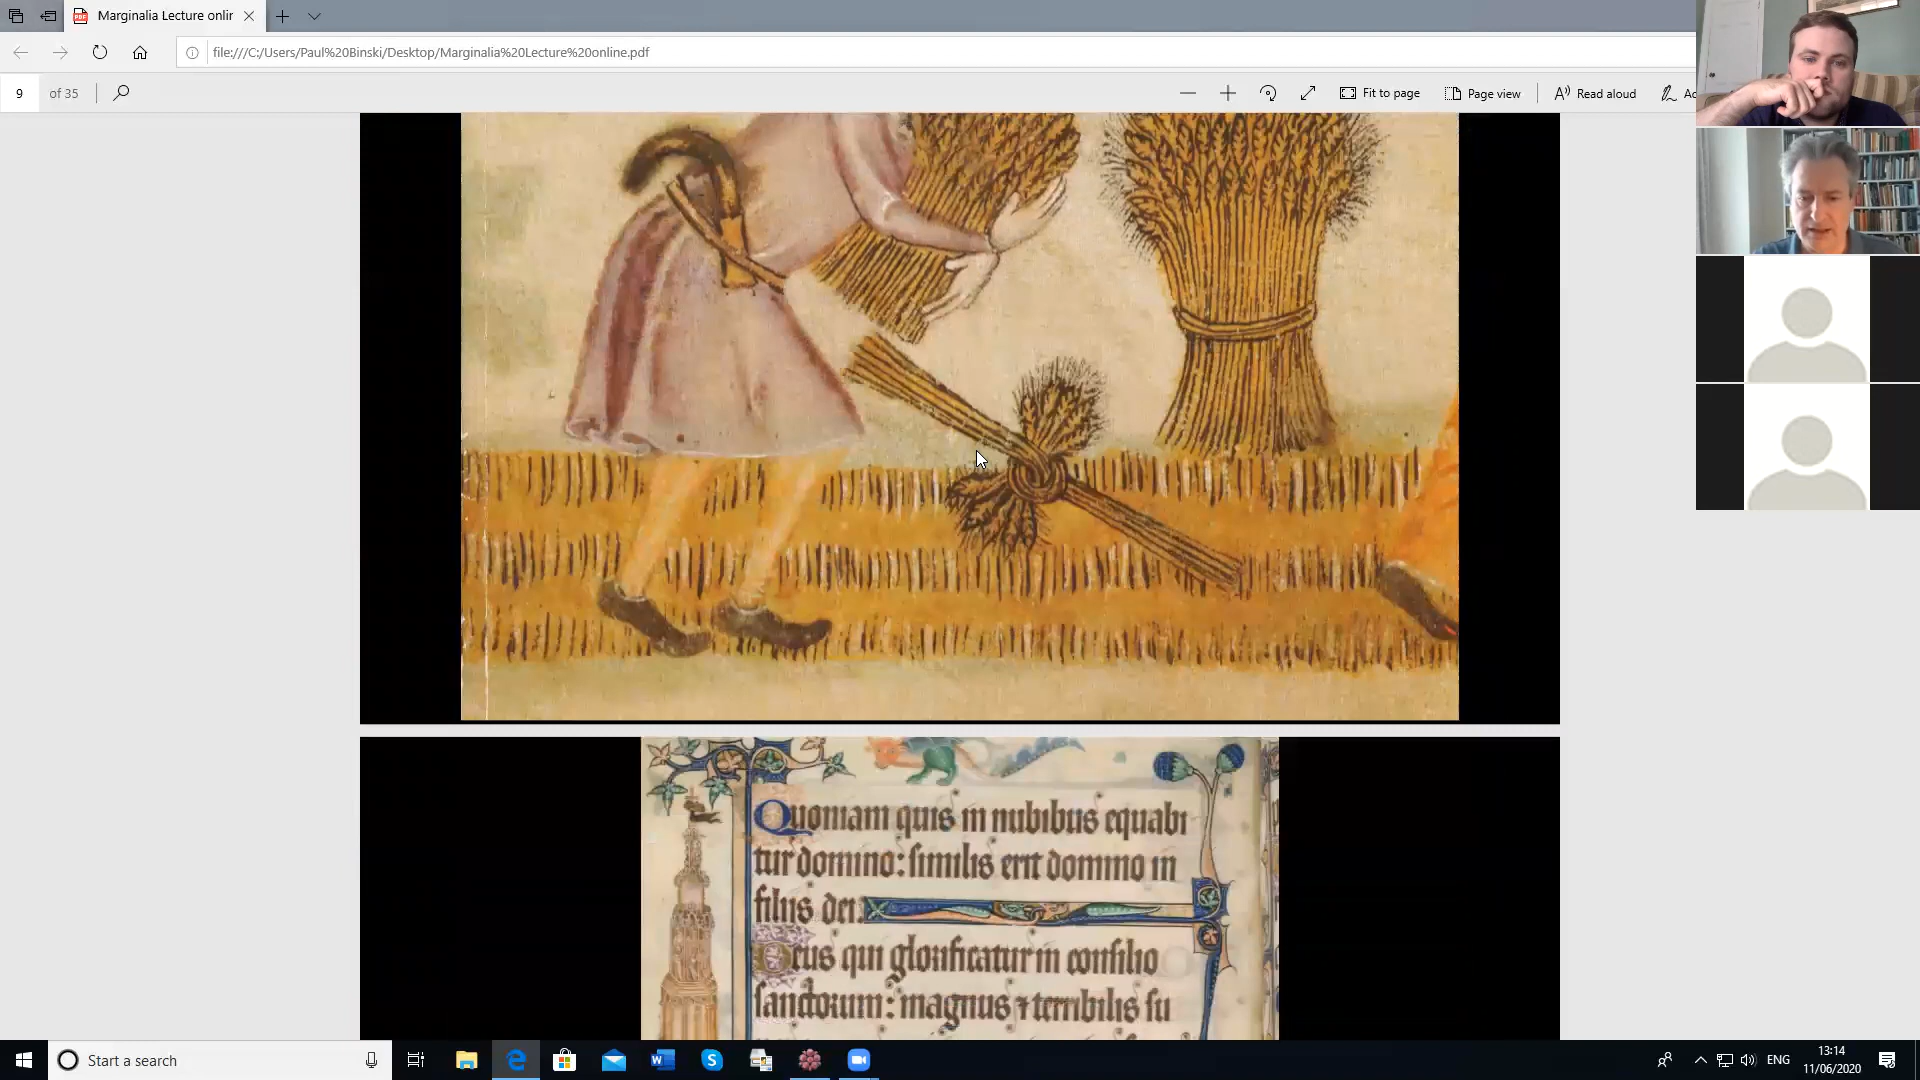 Marginalia Lecture onlin
file:///C:/Users/Paul%20Binski/Desktop/Marginalia%20Lecture%20online.pdf
9 of 35
Fit to page
Page view
Read aloud
Quoniam quis in nubibus equabi
tur domino: similis erit domino in
filiis dei:
Deus qui glorificatur in consilio
sanctorum: magnus ⁊ terribilis su
Start a search
ENG
13:14
11/06/2020